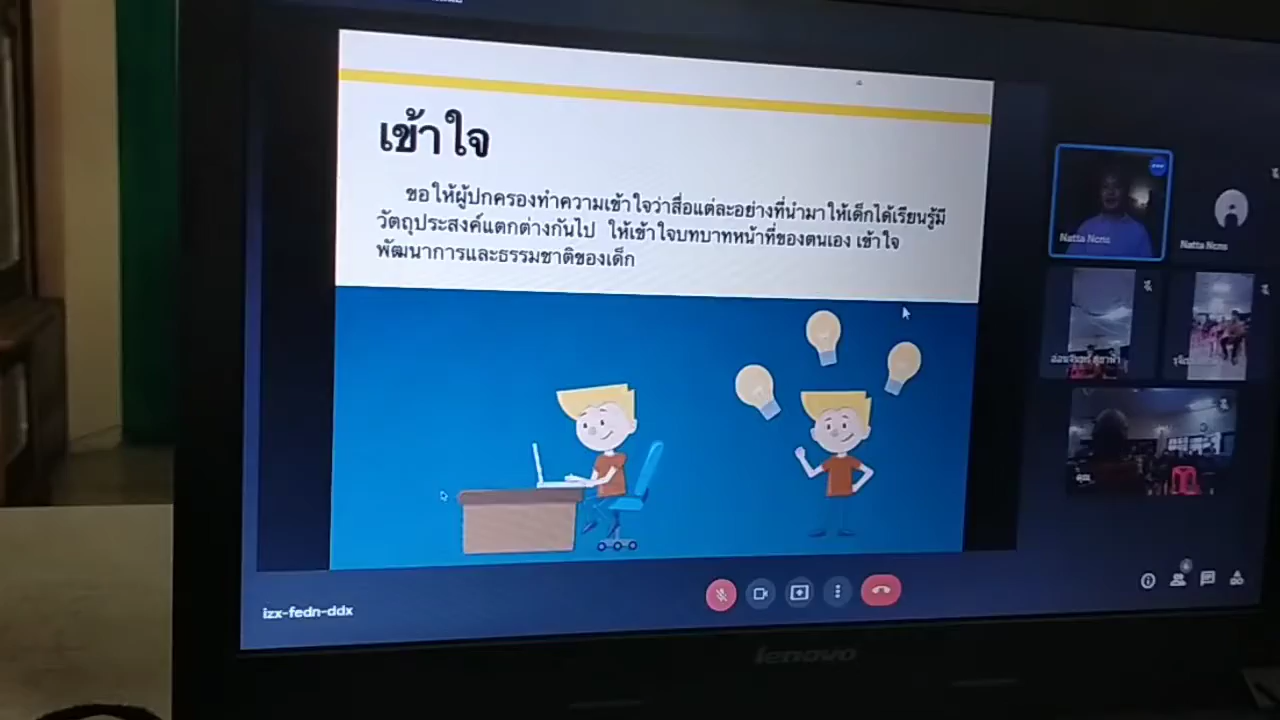 เข้าใจ
ขอให้ผู้ปกครองทำความเข้าใจว่าสื่อแต่ละอย่างที่นำมาให้เด็กได้เรียนรู้มี
วัตถุประสงค์แตกต่างกันไป ให้เข้าใจบทบาทหน้าที่ของตนเอง เข้าใจ
พัฒนาการและธรรมชาติของเด็ก
Natta Ncns
Natta Ncns
คุณ
izx-fedn-ddx
lenovo